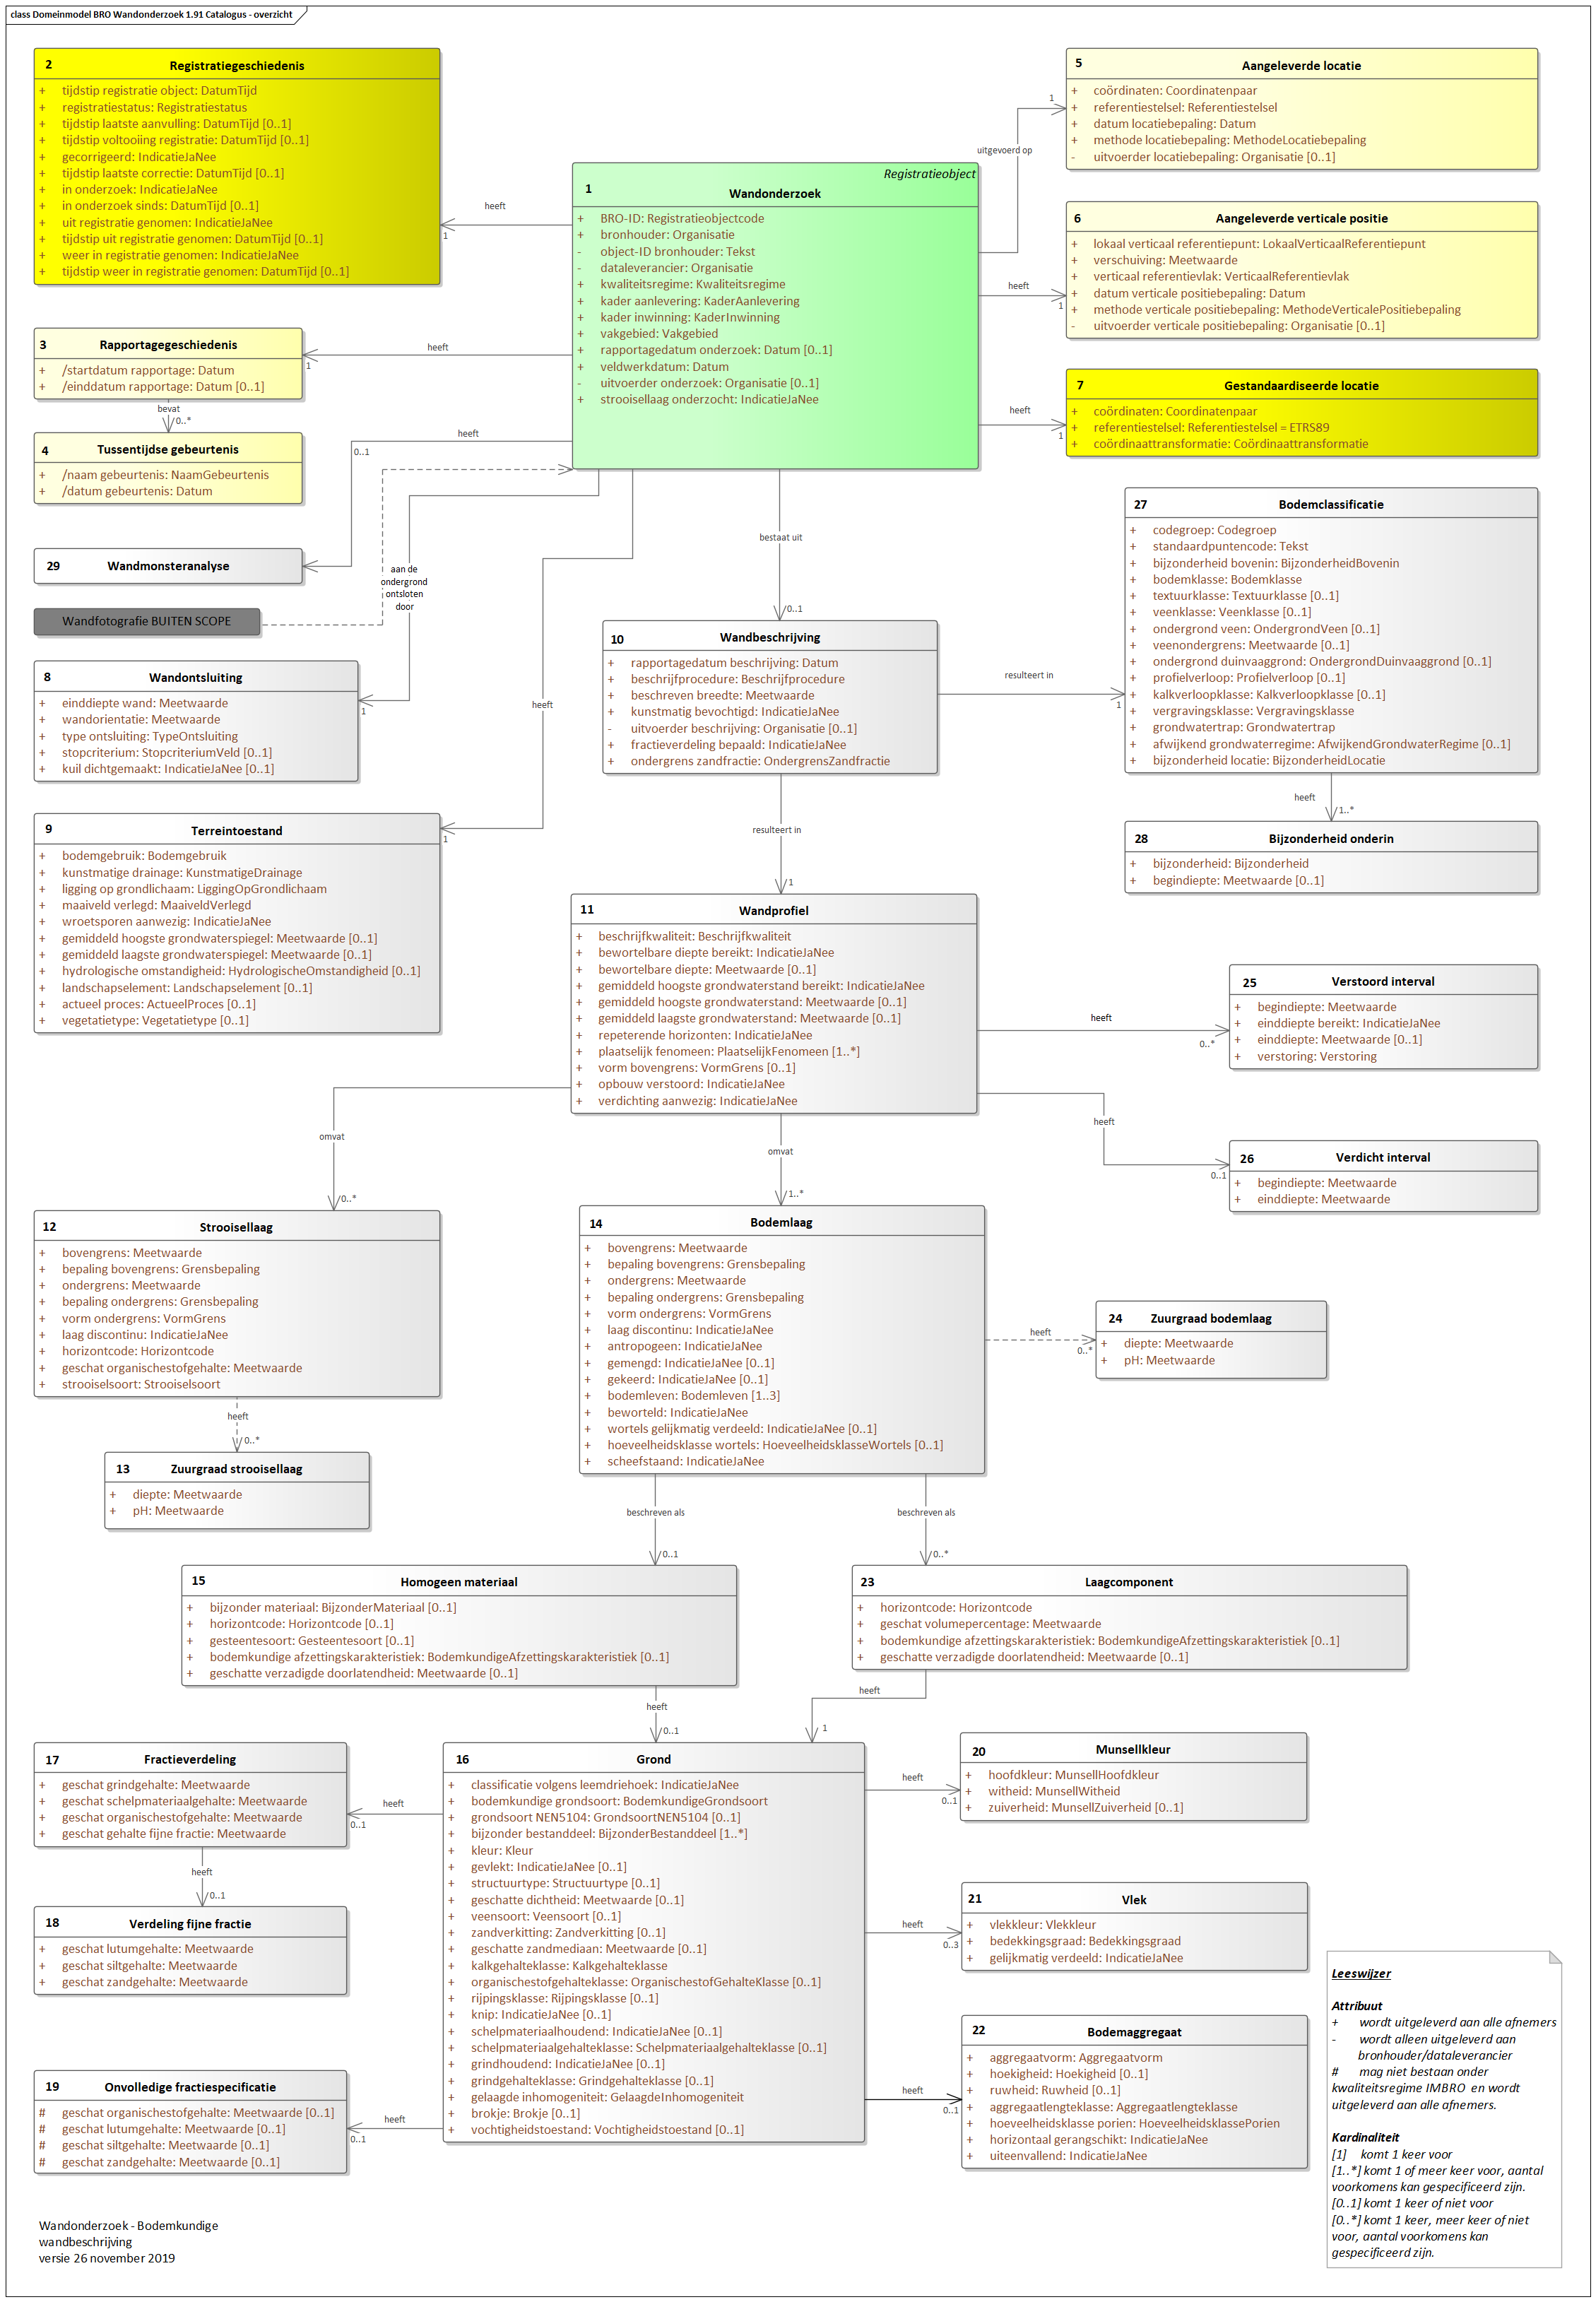 class Domeinmodel BRO Wandonderzoek 1.91 Catalogus - overzicht
2 Registratiegeschiedenis
+ tijdstip registratie object: DatumTijd
+ registratiestatus: Registratiestatus
+ tijdstip laatste aanvulling: DatumTijd [0..1]
+ tijdstip voltooiing registratie: DatumTijd [0..1]
+ gecorrigeerd: IndicatieJaNee
+ tijdstip laatste correctie: DatumTijd [0..1]
+ in onderzoek: IndicatieJaNee
+ in onderzoek sinds: DatumTijd [0..1]
+ uit registratie genomen: IndicatieJaNee
+ tijdstip uit registratie genomen: DatumTijd [0..1]
+ weer in registratie genomen: IndicatieJaNee
+ tijdstip weer in registratie genomen: DatumTijd [0..1]
heeft
1
Registratieobject
1 Wandonderzoek
+ BRO-ID: Registratieobjectcode
+ bronhouder: Organisatie
- object-ID bronhouder: Tekst
- dataleverancier: Organisatie
+ kwaliteitsregime: Kwaliteitsregime
+ kader aanlevering: KaderAanlevering
+ kader inwinning: KaderInwinning
+ vakgebied: Vakgebied
+ rapportagedatum onderzoek: Datum [0..1]
+ veldwerkdatum: Datum
- uitvoerder onderzoek: Organisatie [0..1]
+ strooisellaag onderzocht: IndicatieJaNee
uitgevoerd op
1
5 Aangeleverde locatie
+ coördinaten: Coordinatenpaar
+ referentiestelsel: Referentiestelsel
+ datum locatiebepaling: Datum
+ methode locatiebepaling: MethodeLocatiebepaling
- uitvoerder locatiebepaling: Organisatie [0..1]
heeft
1
6 Aangeleverde verticale positie
+ lokaal verticaal referentiepunt: LokaalVerticaalReferentiepunt
+ verschuiving: Meetwaarde
+ verticaal referentievlak: VerticaalReferentievlak
+ datum verticale positiebepaling: Datum
+ methode verticale positiebepaling: MethodeVerticalePositiebepaling
- uitvoerder verticale positiebepaling: Organisatie [0..1]
heeft
1
7 Gestandaardiseerde locatie
+ coördinaten: Coordinatenpaar
+ referentiestelsel: Referentiestelsel = ETRS89
+ coördinaattransformatie: Coördinaattransformatie
heeft
1
3 Rapportagegeschiedenis
+ /startdatum rapportage: Datum
+ /einddatum rapportage: Datum [0..1]
bevat
0..*
4 Tussentijdse gebeurtenis
+ /naam gebeurtenis: NaamGebeurtenis
+ /datum gebeurtenis: Datum
heeft
0..1
29 Wandmonsteranalyse
Wandfotografie BUITEN SCOPE
aan de
ondergrond
ontsloten
door
1
8 Wandontsluiting
+ einddiepte wand: Meetwaarde
+ wandorientatie: Meetwaarde
+ type ontsluiting: TypeOntsluiting
+ stopcriterium: StopcriteriumVeld [0..1]
+ kuil dichtgemaakt: IndicatieJaNee [0..1]
heeft
1
9 Terreintoestand
+ bodemgebruik: Bodemgebruik
+ kunstmatige drainage: KunstmatigeDrainage
+ ligging op grondlichaam: LiggingOpGrondlichaam
+ maaiveld verlegd: MaaiveldVerlegd
+ wroetsporen aanwezig: IndicatieJaNee
+ gemiddeld hoogste grondwaterspiegel: Meetwaarde [0..1]
+ gemiddeld laagste grondwaterspiegel: Meetwaarde [0..1]
+ hydrologische omstandigheid: HydrologischeOmstandigheid [0..1]
+ landschapselement: Landschapselement [0..1]
+ actueel proces: ActueelProces [0..1]
+ vegetatietype: Vegetatietype [0..1]
bestaat uit
0..1
10 Wandbeschrijving
+ rapportagedatum beschrijving: Datum
+ beschrijfprocedure: Beschrijfprocedure
+ beschreven breedte: Meetwaarde
+ kunstmatig bevochtigd: IndicatieJaNee
- uitvoerder beschrijving: Organisatie [0..1]
+ fractieverdeling bepaald: IndicatieJaNee
+ ondergrens zandfractie: OndergrensZandfractie
resulteert in
1
27 Bodemclassificatie
+ codegroep: Codegroep
+ standaardpuntencode: Tekst
+ bijzonderheid bovenin: BijzonderheidBovenin
+ bodemklasse: Bodemklasse
+ textuurklasse: Textuurklasse [0..1]
+ veenklasse: Veenklasse [0..1]
+ ondergrond veen: OndergrondVeen [0..1]
+ veenondergrens: Meetwaarde [0..1]
+ ondergrond duinvaaggrond: OndergrondDuinvaaggrond [0..1]
+ profielverloop: Profielverloop [0..1]
+ kalkverloopklasse: Kalkverloopklasse [0..1]
+ vergravingsklasse: Vergravingsklasse
+ grondwatertrap: Grondwatertrap
+ afwijkend grondwaterregime: AfwijkendGrondwaterRegime [0..1]
+ bijzonderheid locatie: BijzonderheidLocatie
heeft
1..*
28 Bijzonderheid onderin
+ bijzonderheid: Bijzonderheid
+ begindiepte: Meetwaarde [0..1]
resulteert in
1
11 Wandprofiel
+ beschrijfkwaliteit: Beschrijfkwaliteit
+ bewortelbare diepte bereikt: IndicatieJaNee
+ bewortelbare diepte: Meetwaarde [0..1]
+ gemiddeld hoogste grondwaterstand bereikt: IndicatieJaNee
+ gemiddeld hoogste grondwaterstand: Meetwaarde [0..1]
+ gemiddeld laagste grondwaterstand: Meetwaarde [0..1]
+ repeterende horizonten: IndicatieJaNee
+ plaatselijk fenomeen: PlaatselijkFenomeen [1..*]
+ vorm bovengrens: VormGrens [0..1]
+ opbouw verstoord: IndicatieJaNee
+ verdichting aanwezig: IndicatieJaNee
heeft
0..*
25 Verstoord interval
+ begindiepte: Meetwaarde
+ einddiepte bereikt: IndicatieJaNee
+ einddiepte: Meetwaarde [0..1]
+ verstoring: Verstoring
heeft
0..1
26 Verdicht interval
+ begindiepte: Meetwaarde
+ einddiepte: Meetwaarde
omvat
0..*
12 Strooisellaag
+ bovengrens: Meetwaarde
+ bepaling bovengrens: Grensbepaling
+ ondergrens: Meetwaarde
+ bepaling ondergrens: Grensbepaling
+ vorm ondergrens: VormGrens
+ laag discontinu: IndicatieJaNee
+ horizontcode: Horizontcode
+ geschat organischestofgehalte: Meetwaarde
+ strooiselsoort: Strooiselsoort
heeft
0..*
13 Zuurgraad strooisellaag
+ diepte: Meetwaarde
+ pH: Meetwaarde
omvat
1..*
14 Bodemlaag
+ bovengrens: Meetwaarde
+ bepaling bovengrens: Grensbepaling
+ ondergrens: Meetwaarde
+ bepaling ondergrens: Grensbepaling
+ vorm ondergrens: VormGrens
+ laag discontinu: IndicatieJaNee
+ antropogeen: IndicatieJaNee
+ gemengd: IndicatieJaNee [0..1]
+ gekeerd: IndicatieJaNee [0..1]
+ bodemleven: Bodemleven [1..3]
+ beworteld: IndicatieJaNee
+ wortels gelijkmatig verdeeld: IndicatieJaNee [0..1]
+ hoeveelheidsklasse wortels: HoeveelheidsklasseWortels [0..1]
+ scheefstaand: IndicatieJaNee
heeft
0..*
24 Zuurgraad bodemlaag
+ diepte: Meetwaarde
+ pH: Meetwaarde
beschreven als
0..1
beschreven als
0..*
15 Homogeen materiaal
+ bijzonder materiaal: BijzonderMateriaal [0..1]
+ horizontcode: Horizontcode [0..1]
+ gesteentesoort: Gesteentesoort [0..1]
+ bodemkundige afzettingskarakteristiek: BodemkundigeAfzettingskarakteristiek [0..1]
+ geschatte verzadigde doorlatendheid: Meetwaarde [0..1]
23 Laagcomponent
+ horizontcode: Horizontcode
+ geschat volumepercentage: Meetwaarde
+ bodemkundige afzettingskarakteristiek: BodemkundigeAfzettingskarakteristiek [0..1]
+ geschatte verzadigde doorlatendheid: Meetwaarde [0..1]
heeft
0..1
heeft
1
17 Fractieverdeling
+ geschat grindgehalte: Meetwaarde
+ geschat schelpmateriaalgehalte: Meetwaarde
+ geschat organischestofgehalte: Meetwaarde
+ geschat gehalte fijne fractie: Meetwaarde
heeft
0..1
heeft
0..1
18 Verdeling fijne fractie
+ geschat lutumgehalte: Meetwaarde
+ geschat siltgehalte: Meetwaarde
+ geschat zandgehalte: Meetwaarde
19 Onvolledige fractiespecificatie
# geschat organischestofgehalte: Meetwaarde [0..1]
# geschat lutumgehalte: Meetwaarde [0..1]
# geschat siltgehalte: Meetwaarde [0..1]
# geschat zandgehalte: Meetwaarde [0..1]
heeft
0..1
16 Grond
+ classificatie volgens leemdriehoek: IndicatieJaNee
+ bodemkundige grondsoort: BodemkundigeGrondsoort
+ grondsoort NEN5104: GrondsoortNEN5104 [0..1]
+ bijzonder bestanddeel: BijzonderBestanddeel [1..*]
+ kleur: Kleur
+ gevlekt: IndicatieJaNee [0..1]
+ structuurtype: Structuurtype [0..1]
+ geschatte dichtheid: Meetwaarde [0..1]
+ veensoort: Veensoort [0..1]
+ zandverkitting: Zandverkitting [0..1]
+ geschatte zandmediaan: Meetwaarde [0..1]
+ kalkgehalteklasse: Kalkgehalteklasse
+ organischestofgehalteklasse: OrganischestofGehalteKlasse [0..1]
+ rijpingsklasse: Rijpingsklasse [0..1]
+ knip: IndicatieJaNee [0..1]
+ schelpmateriaalhoudend: IndicatieJaNee [0..1]
+ schelpmateriaalgehalteklasse: Schelpmateriaalgehalteklasse [0..1]
+ grindhoudend: IndicatieJaNee [0..1]
+ grindgehalteklasse: Grindgehalteklasse [0..1]
+ gelaagde inhomogeniteit: GelaagdeInhomogeniteit
+ brokje: Brokje [0..1]
+ vochtigheidstoestand: Vochtigheidstoestand [0..1]
heeft
0..1
20 Munsellkleur
+ hoofdkleur: MunsellHoofdkleur
+ witheid: MunsellWitheid
+ zuiverheid: MunsellZuiverheid [0..1]
heeft
0..3
21 Vlek
+ vlekkleur: Vlekkleur
+ bedekkingsgraad: Bedekkingsgraad
+ gelijkmatig verdeeld: IndicatieJaNee
heeft
0..1
22 Bodemaggregaat
+ aggregaatvorm: Aggregaatvorm
+ hoekigheid: Hoekigheid [0..1]
+ ruwheid: Ruwheid [0..1]
+ aggregaatlengteklasse: Aggregaatlengteklasse
+ hoeveelheidsklasse porien: HoeveelheidsklassePorien
+ horizontaal gerangschikt: IndicatieJaNee
+ uiteenvallend: IndicatieJaNee
Leeswijzer
Attribuut
+ wordt uitgeleverd aan alle afnemers
- wordt alleen uitgeleverd aan
bronhouder/dataleverancier
# mag niet bestaan onder
kwaliteitsregime IMBRO en wordt
uitgeleverd aan alle afnemers.
Kardinaliteit
[1] komt 1 keer voor
[1..*] komt 1 of meer keer voor, aantal
voorkomens kan gespecificeerd zijn.
[0..1] komt 1 keer of niet voor
[0..*] komt 1 keer, meer keer of niet
voor, aantal voorkomens kan
gespecificeerd zijn.
Wandonderzoek - Bodemkundige
wandbeschrijving
versie 26 november 2019